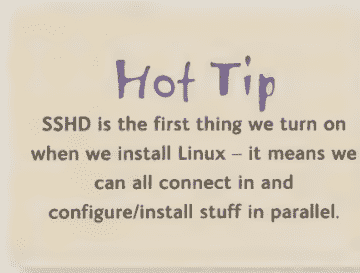 Hot Tip
SSHD is the first thing we turn on
when we install Linux – it means we
can all connect in and
configure/install stuff in parallel.